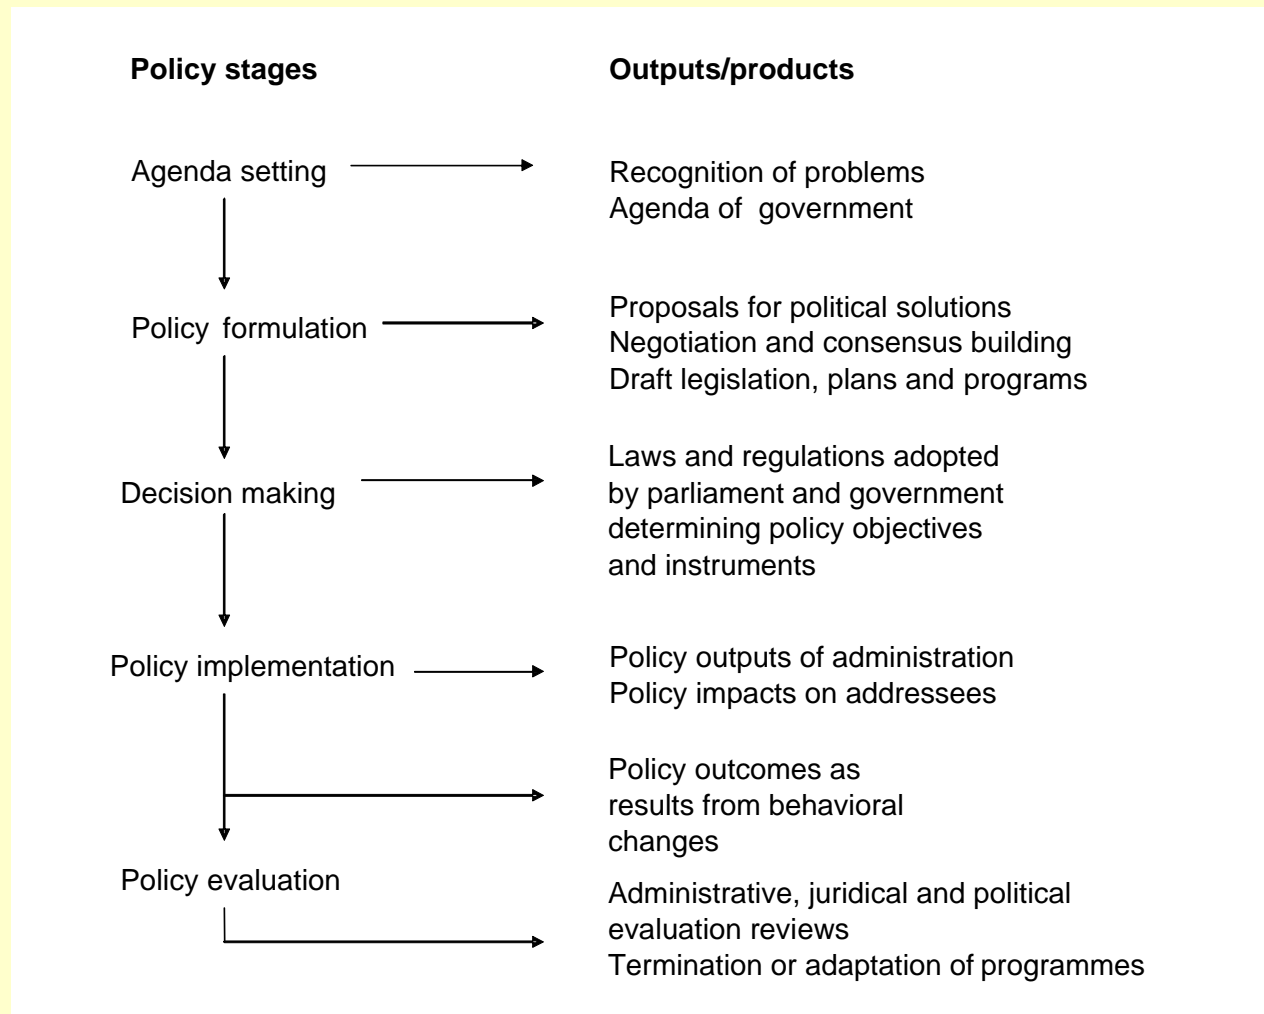 Policy stages
Outputs/products
Agenda setting
Recognition of problems
Agenda of government
Policy formulation
Proposals for political solutions
Negotiation and consensus building
Draft legislation, plans and programs
Decision making
Laws and regulations adopted
by parliament and government
determining policy objectives
and instruments
Policy implementation
Policy outputs of administration
Policy impacts on addressees
Policy outcomes as
results from behavioral
changes
Policy evaluation
Administrative, juridical and political
evaluation reviews
Termination or adaptation of programmes